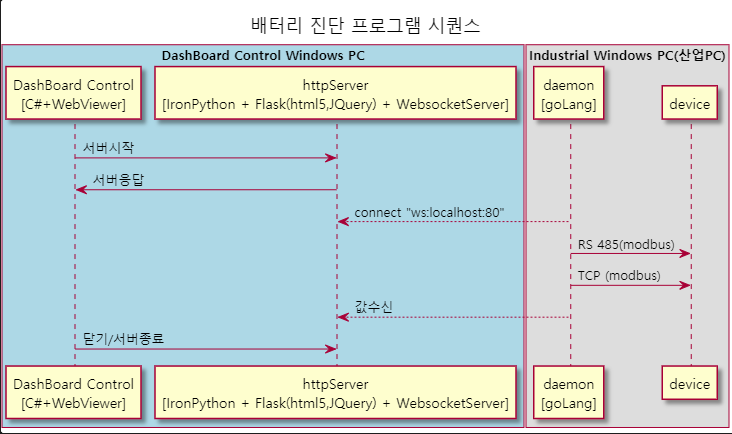 배터리 진단 프로그램 시퀀스
DashBoard Control Windows PC
Industrial Windows PC(산업PC)
DashBoard Control
[C#+WebViewer]
httpServer
[IronPython + Flask(html5,JQuery) + WebsocketServer]
daemon
[goLang]
device
서버시작
서버응답
connect "ws:localhost:80"
RS 485(modbus)
TCP (modbus)
값수신
닫기/서버종료
DashBoard Control
[C#+WebViewer]
httpServer
[IronPython + Flask(html5,JQuery) + WebsocketServer]
daemon
[goLang]
device